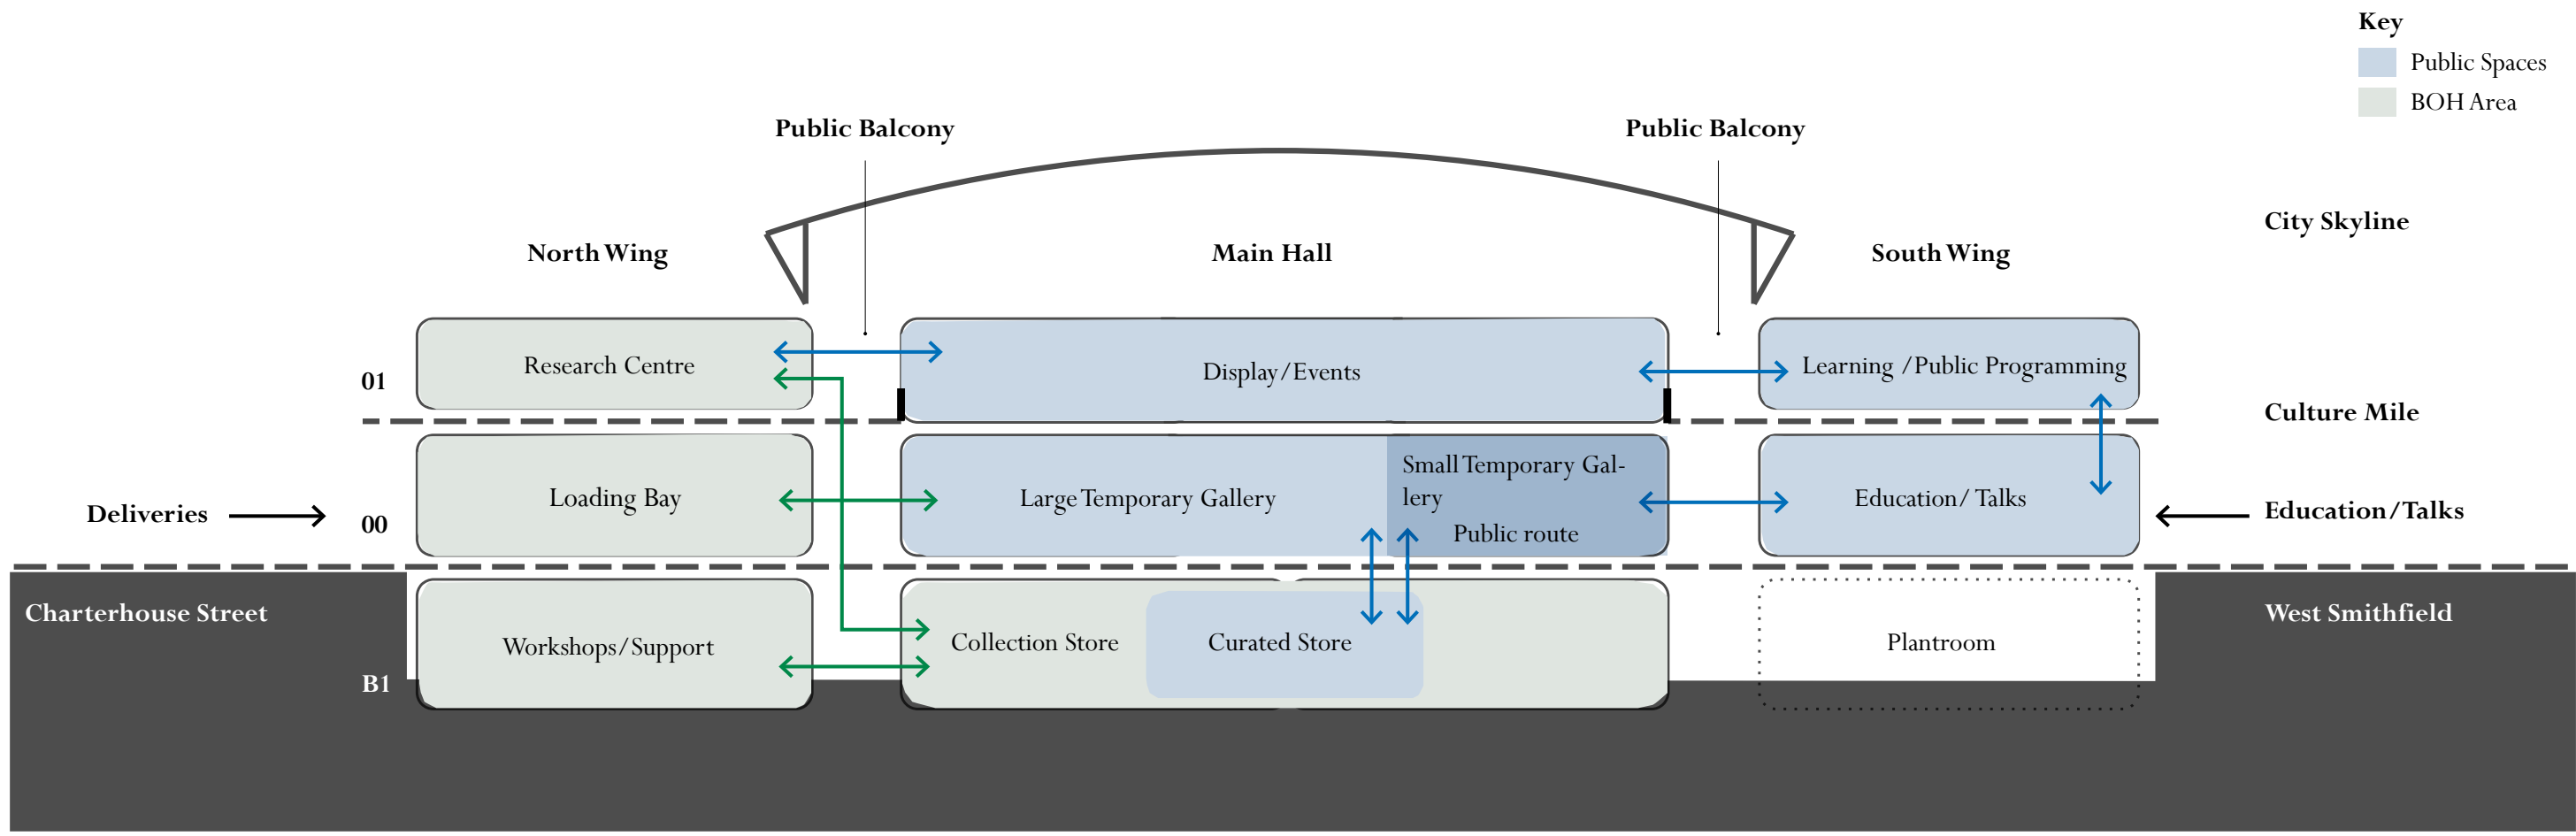 Key
Public Spaces
BOH Area
Public Balcony
Public Balcony
City Skyline
North Wing
Main Hall
South Wing
Research Centre
Display/Events
Learning /Public Programming
01
Culture Mile
Loading Bay
Large Temporary Gallery
Small Temporary Gal-
lery
Public route
Education/ Talks
Deliveries
00
Education/Talks
Charterhouse Street
West Smithfield
Workshops/Support
Collection Store
Curated Store
Plantroom
B1